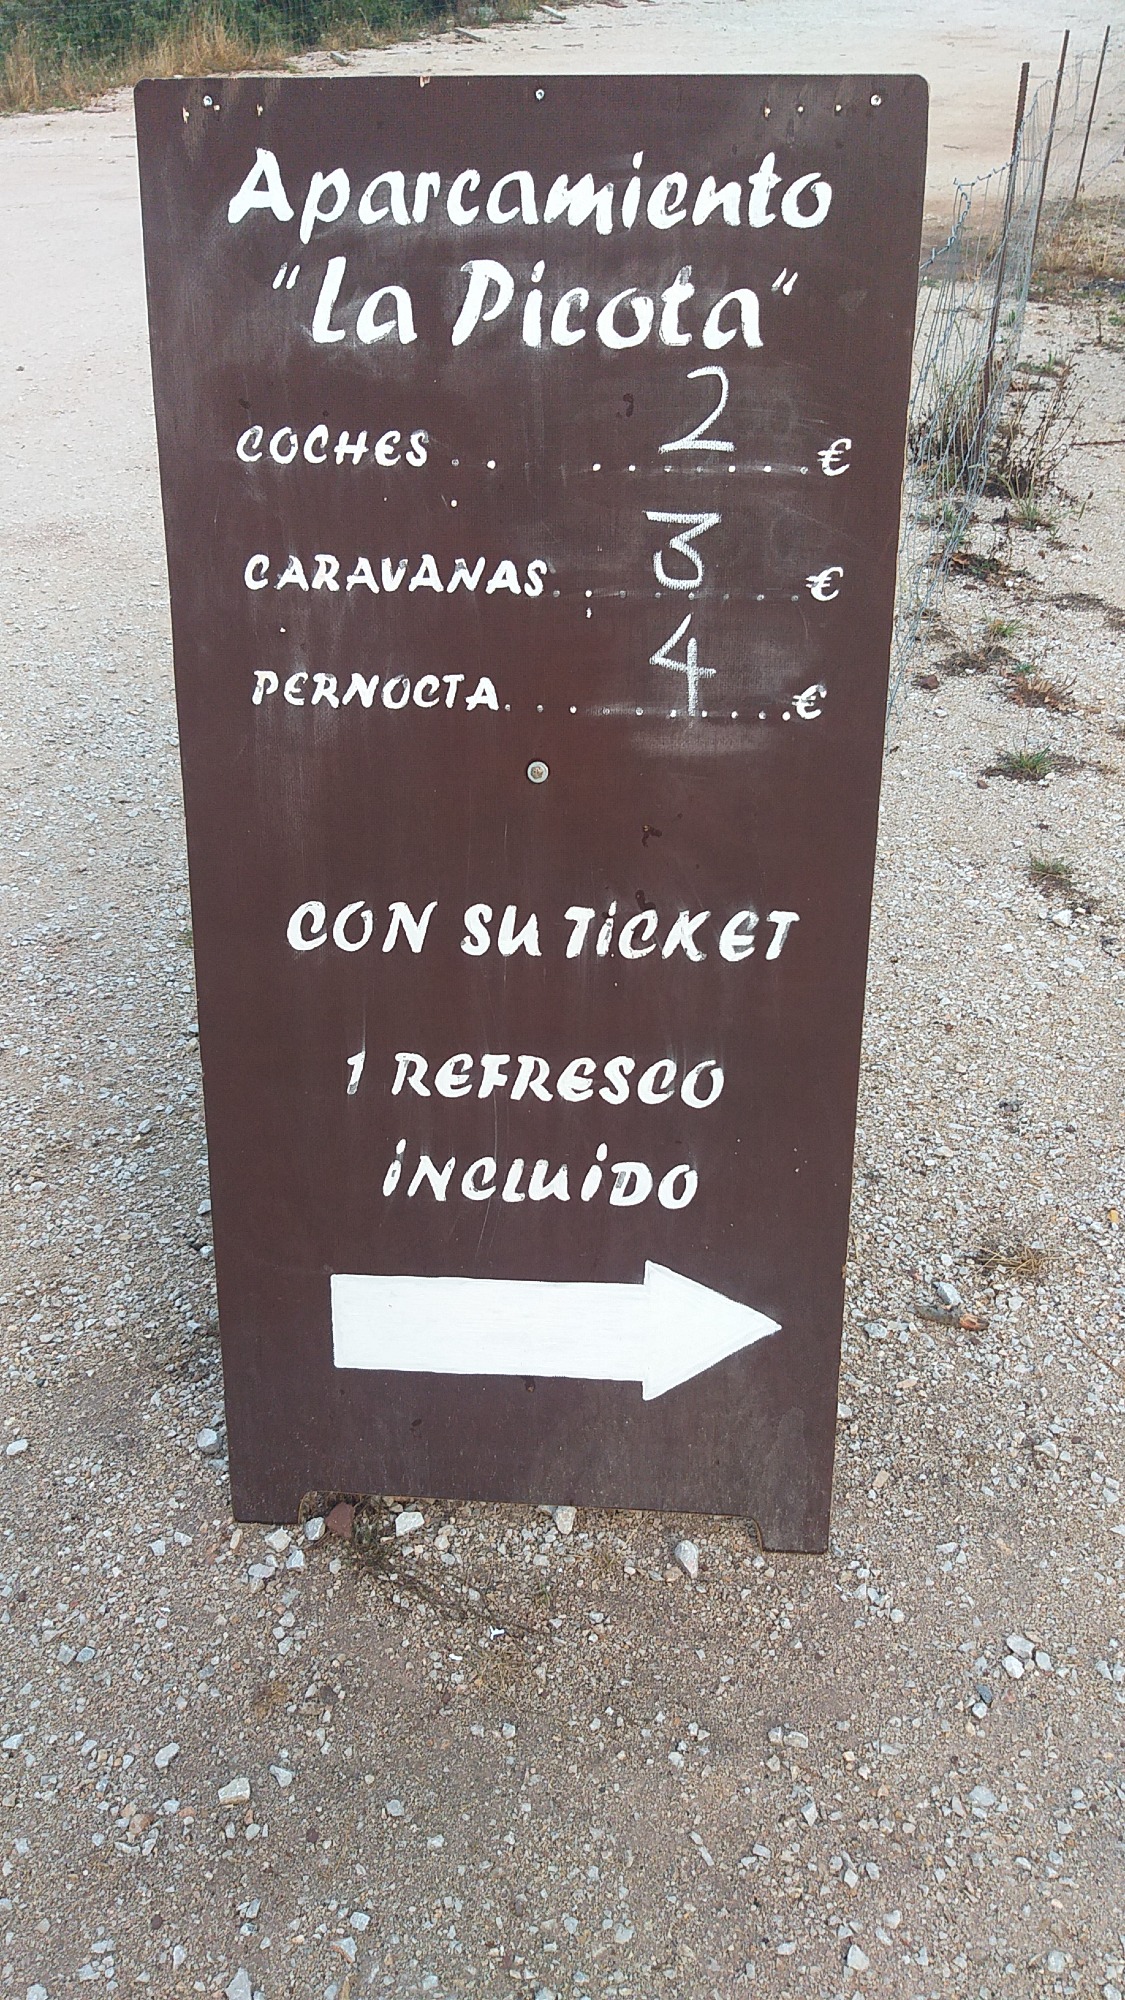 Aparcamiento
"La Picota"
COCHES . . . . . . . . 2 €
CARAVANAS . . . . . . . 3 €
PERNOCTA . . . . . . . . 4 €
CON SU TiCKET
1 REFRESCO
iNCLUiDO